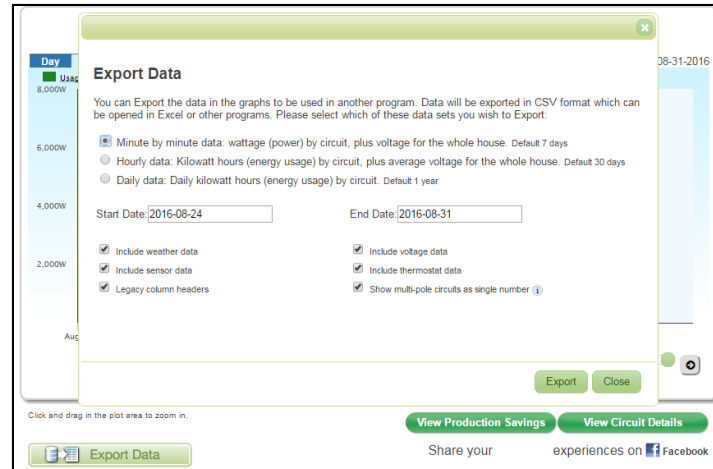 Export Data
You can Export the data in the graphs to be used in another program. Data will be exported in CSV format which can
be opened in Excel or other programs. Please select which of these data sets you wish to Export:
Minute by minute data: wattage (power) by circuit, plus voltage for the whole house. Default 7 days
Hourly data: Kilowatt hours (energy usage) by circuit, plus average voltage for the whole house. Default 30 days
Daily data: Daily kilowatt hours (energy usage) by circuit. Default 1 year
Start Date: 2016-08-24 End Date: 2016-08-31
Include weather data Include voltage data
Include sensor data Include thermostat data
Legacy column headers Show multi-pole circuits as single number i
Export Close
Day 08-31-2016
Usag
8,000W
6,000W
4,000W
2,000W
Aug
Click and drag in the plot area to zoom in.
View Production Savings View Circuit Details
Export Data Share your experiences on f Facebook